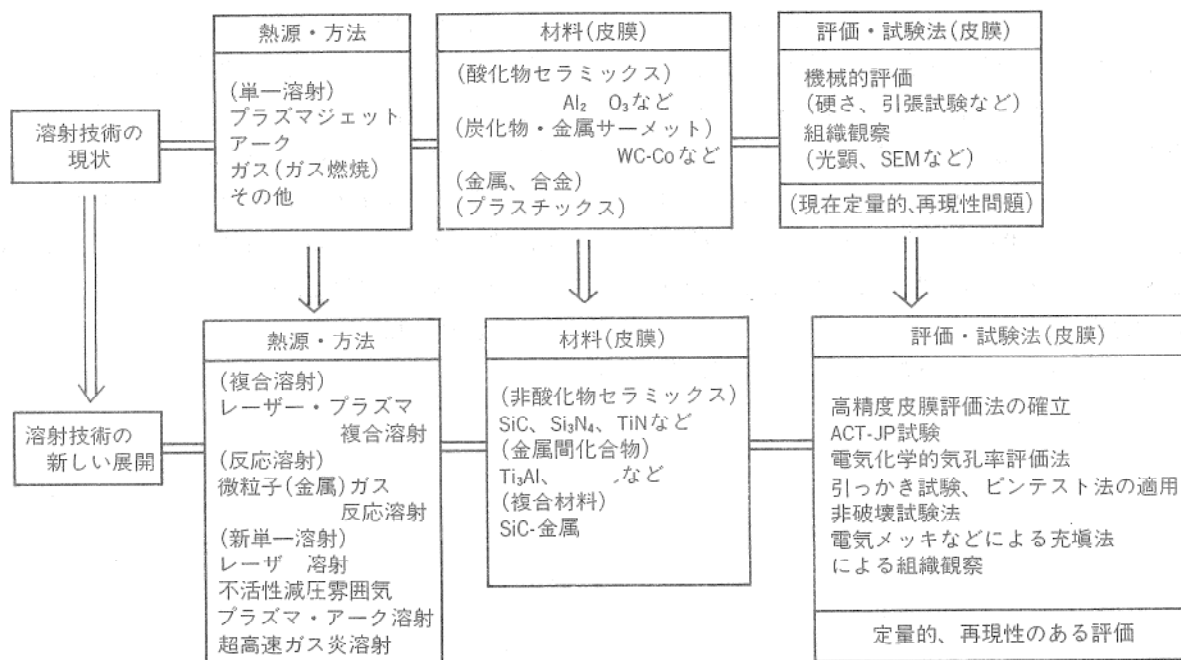 熱源・方法
(単一溶射)
プラズマジェット
アーク
ガス(ガス燃焼)
その他
材料(皮膜)
(酸化物セラミックス)
Al₂ O₃など
(炭化物・金属サーメット)
WC-Coなど
(金属、合金)
(プラスチックス)
評価・試験法(皮膜)
機械的評価
(硬さ、引張試験など)
組織観察
(光顕、SEMなど)
(現在定量的、再現性問題)
溶射技術の
現状
溶射技術の
新しい展開
熱源・方法
(複合溶射)
レーザー・プラズマ
複合溶射
(反応溶射)
微粒子(金属)ガス
反応溶射
(新単一溶射)
レーザ 溶射
不活性減圧雰囲気
プラズマ・アーク溶射
超高速ガス炎溶射
材料(皮膜)
(非酸化物セラミックス)
SiC、Si₃N₄、TiNなど
(金属間化合物)
Ti₃Al、 など
(複合材料)
SiC-金属
評価・試験法(皮膜)
高精度皮膜評価法の確立
ACT-JP試験
電気化学的気孔率評価法
引っかき試験、ピンテスト法の適用
非破壊試験法
電気メッキなどによる充塡法
による組織観察
定量的、再現性のある評価